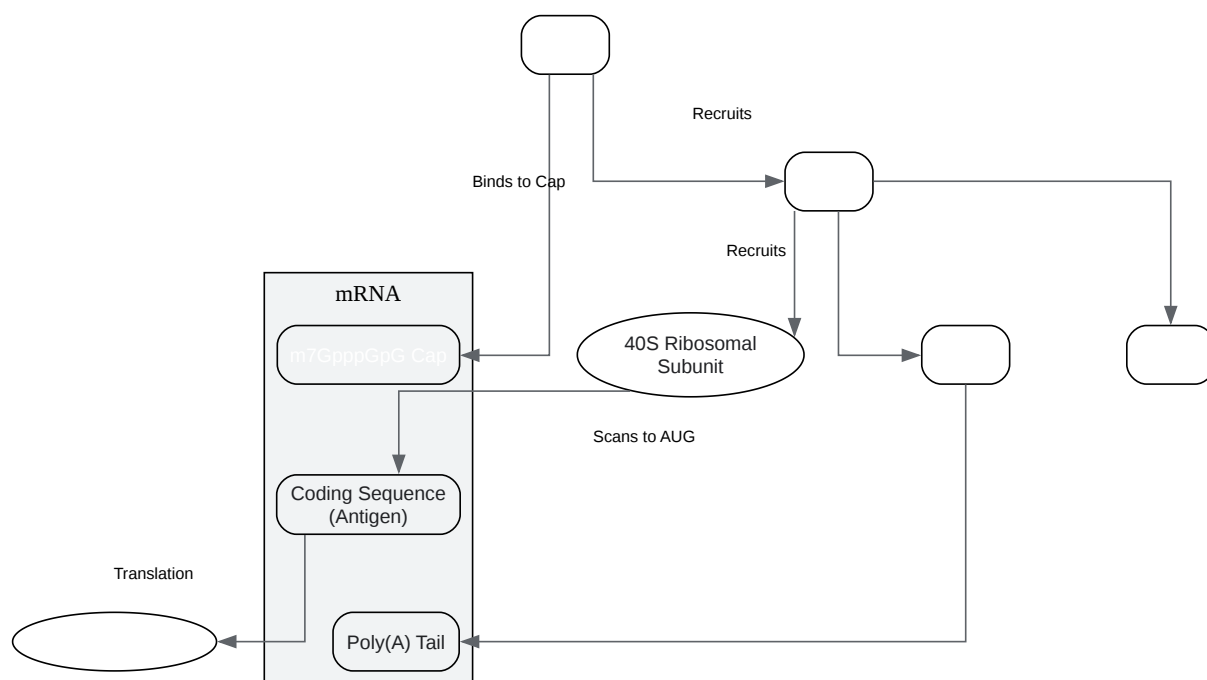 Recruits
Binds to Cap
Recruits
mRNA
m7GpppGpG Cap
40S Ribosomal
Subunit
Scans to AUG
Coding Sequence
(Antigen)
Translation
Poly(A) Tail